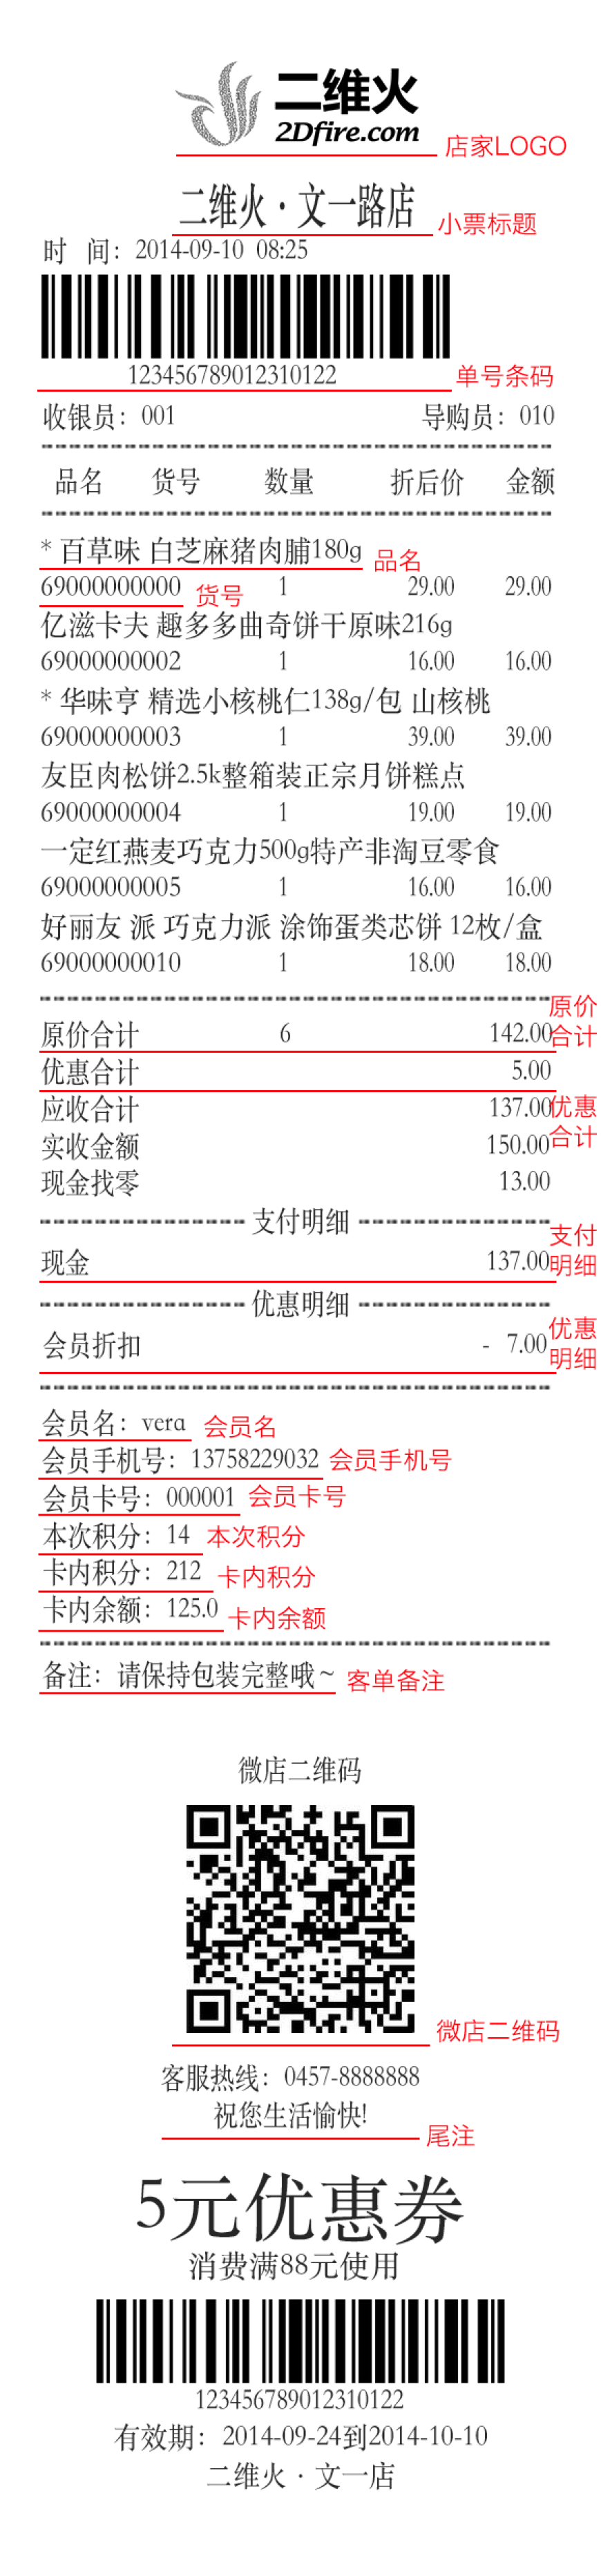 二维火
2Dfire.com
店家LOGO
二维火·文一路店
小票标题
时 间：2014-09-10 08:25
123456789012310122
单号条码
收银员：001 导购员：010
品名 货号 数量 折后价 金额
* 百草味 白芝麻猪肉脯180g 品名
69000000000 货号 1 29.00 29.00
亿滋卡夫 趣多多曲奇饼干原味216g
69000000002 1 16.00 16.00
* 华味亨 精选小核桃仁138g/包 山核桃
69000000003 1 39.00 39.00
友臣肉松饼2.5k整箱装正宗月饼糕点
69000000004 1 19.00 19.00
一定红燕麦巧克力500g特产非淘豆零食
69000000005 1 16.00 16.00
好丽友 派 巧克力派 涂饰蛋类芯饼 12枚/盒
69000000010 1 18.00 18.00
原价合计 6 142.00 原价合计
优惠合计 5.00
应收合计 137.00 优惠合计
实收金额 150.00
现金找零 13.00
支付明细
现金 137.00 支付明细
优惠明细
会员折扣 - 7.00 优惠明细
会员名：vera 会员名
会员手机号：13758229032 会员手机号
会员卡号：000001 会员卡号
本次积分：14 本次积分
卡内积分：212 卡内积分
卡内余额：125.0 卡内余额
备注：请保持包装完整哦~ 客单备注
微店二维码
微店二维码
客服热线：0457-8888888
祝您生活愉快!
尾注
5元优惠券
消费满88元使用
123456789012310122
有效期：2014-09-24到2014-10-10
二维火·文一店